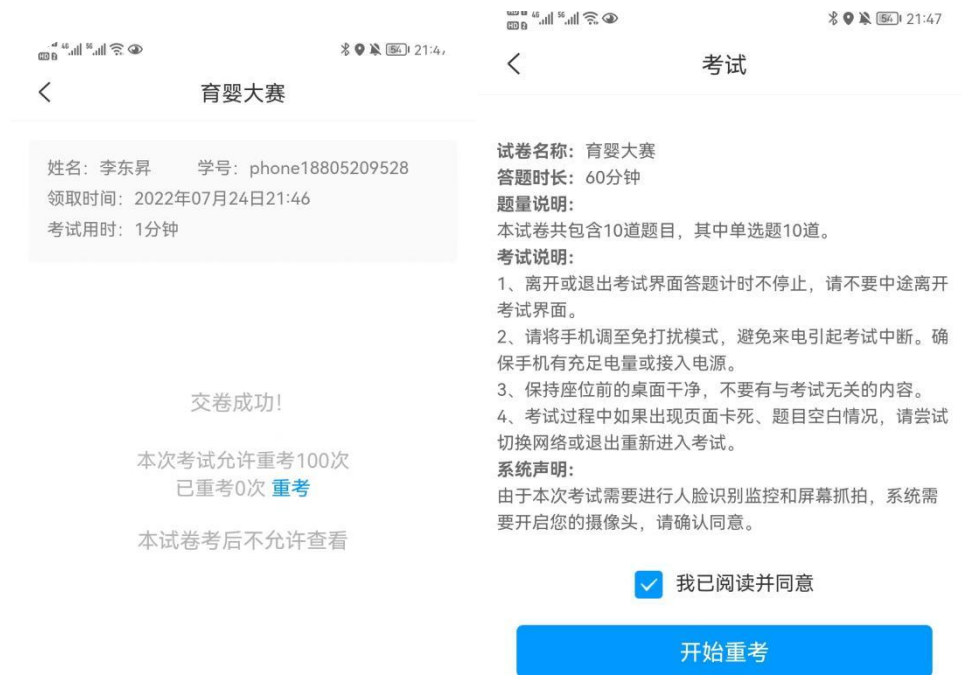 21:4
育婴大赛
姓名：李东昇 学号：phone18805209528
领取时间：2022年07月24日21:46
考试用时：1分钟
交卷成功！
本次考试允许重考100次
已重考0次 重考
本试卷考后不允许查看
54 21:47
考试
试卷名称：育婴大赛
答题时长：60分钟
题量说明：
本试卷共包含10道题目，其中单选题10道。
考试说明：
1、离开或退出考试界面答题计时不停止，请不要中途离开
考试界面。
2、请将手机调至免打扰模式，避免来电引起考试中断。确
保手机有充足电量或接入电源。
3、保持座位前的桌面干净，不要有与考试无关的内容。
4、考试过程中如果出现页面卡死、题目空白情况，请尝试
切换网络或退出重新进入考试。
系统声明：
由于本次考试需要进行人脸识别监控和屏幕抓拍，系统需
要开启您的摄像头，请确认同意。
我已阅读并同意
开始重考